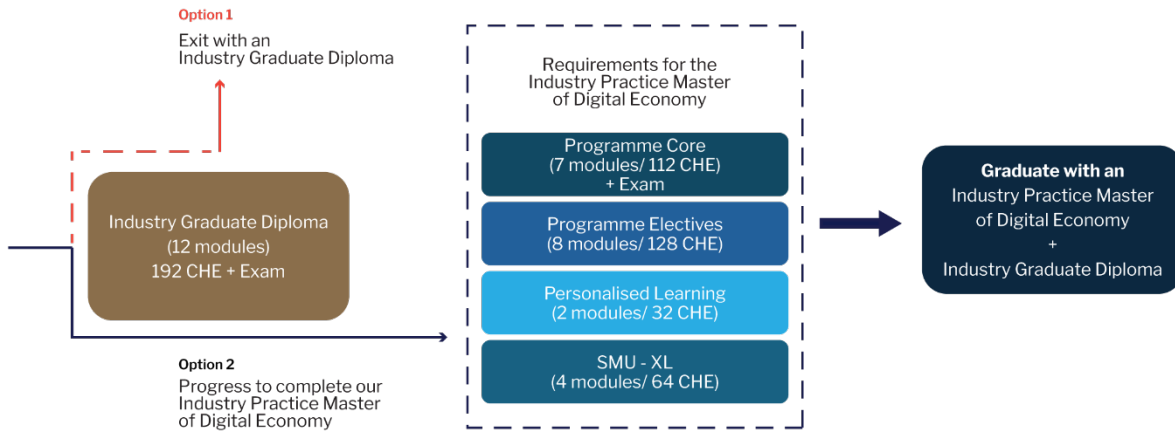 Option 1
Exit with an
Industry Graduate Diploma
Industry Graduate Diploma
(12 modules)
192 CHE + Exam
Option 2
Progress to complete our
Industry Practice Master
of Digital Economy
Requirements for the
Industry Practice Master
of Digital Economy
Programme Core
(7 modules/ 112 CHE)
+ Exam
Programme Electives
(8 modules/ 128 CHE)
Personalised Learning
(2 modules/ 32 CHE)
SMU - XL
(4 modules/ 64 CHE)
Graduate with an
Industry Practice Master
of Digital Economy
+
Industry Graduate Diploma